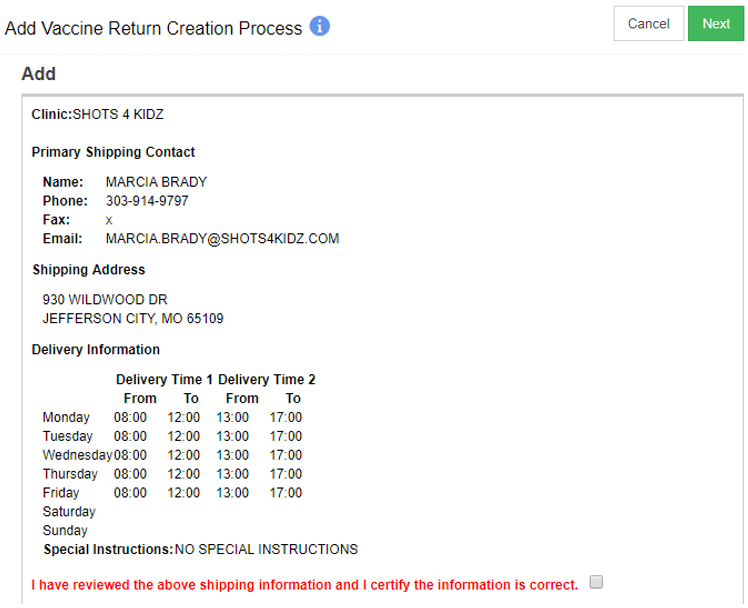 Add Vaccine Return Creation Process i
Cancel Next
Add
Clinic:SHOTS 4 KIDZ
Primary Shipping Contact
Name: MARCIA BRADY
Phone: 303-914-9797
Fax: x
Email: MARCIA.BRADY@SHOTS4KIDZ.COM
Shipping Address
930 WILDWOOD DR
JEFFERSON CITY, MO 65109
Delivery Information
Delivery Time 1 Delivery Time 2
From To From To
Monday 08:00 12:00 13:00 17:00
Tuesday 08:00 12:00 13:00 17:00
Wednesday 08:00 12:00 13:00 17:00
Thursday 08:00 12:00 13:00 17:00
Friday 08:00 12:00 13:00 17:00
Saturday
Sunday
Special Instructions:NO SPECIAL INSTRUCTIONS
I have reviewed the above shipping information and I certify the information is correct.